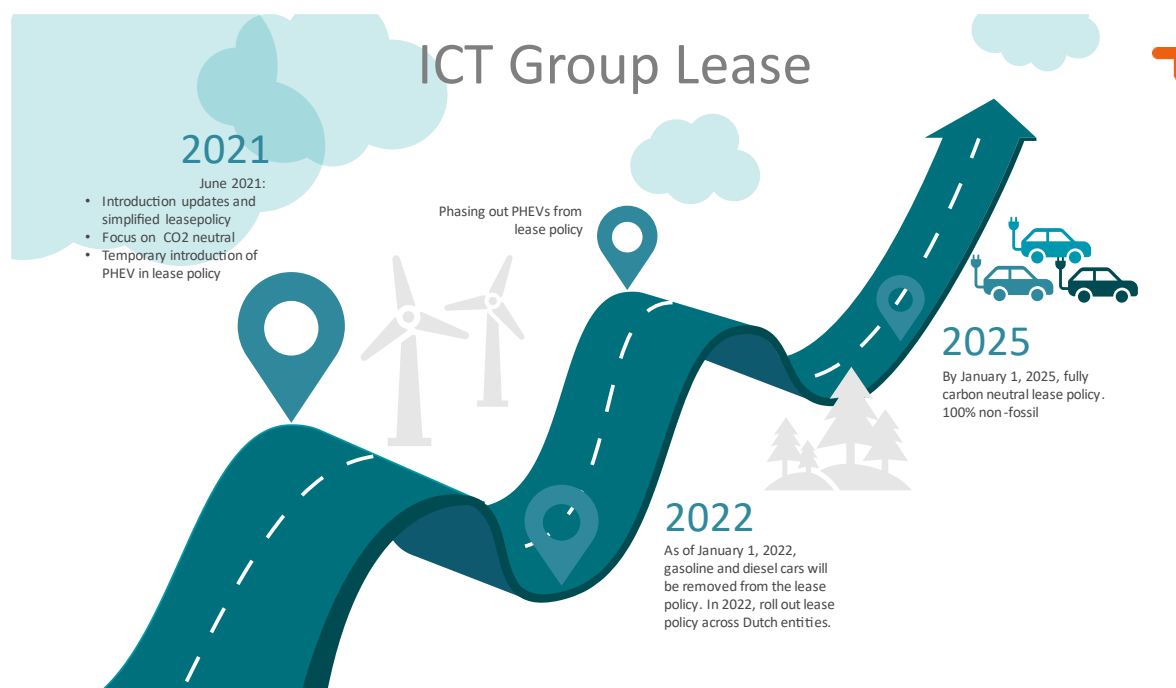 ICT Group Lease
2021
June 2021:
• Introduction updates and
simplified leasepolicy
• Focus on CO2 neutral
• Temporary introduction of
PHEV in lease policy
Phasing out PHEVs from
lease policy
2025
By January 1, 2025, fully
carbon neutral lease policy.
100% non-fossil
2022
As of January 1, 2022,
gasoline and diesel cars will
be removed from the lease
policy. In 2022, roll out lease
policy across Dutch entities.